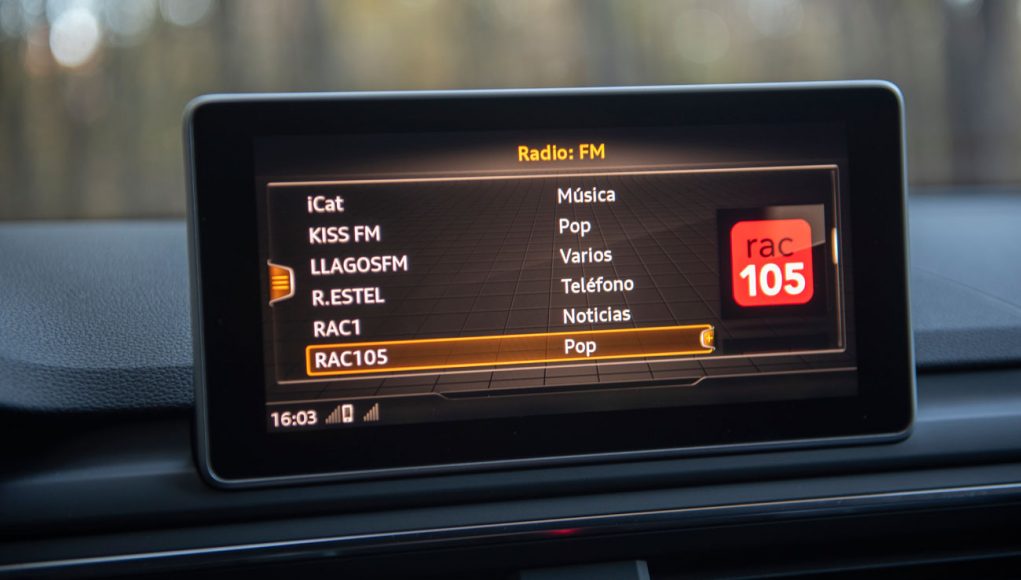 Radio: FM
iCat Música
KISS FM Pop
LLAGOSFM Varios
R.ESTEL Teléfono
RAC1 Noticias
RAC105 Pop
rac
105
16:03